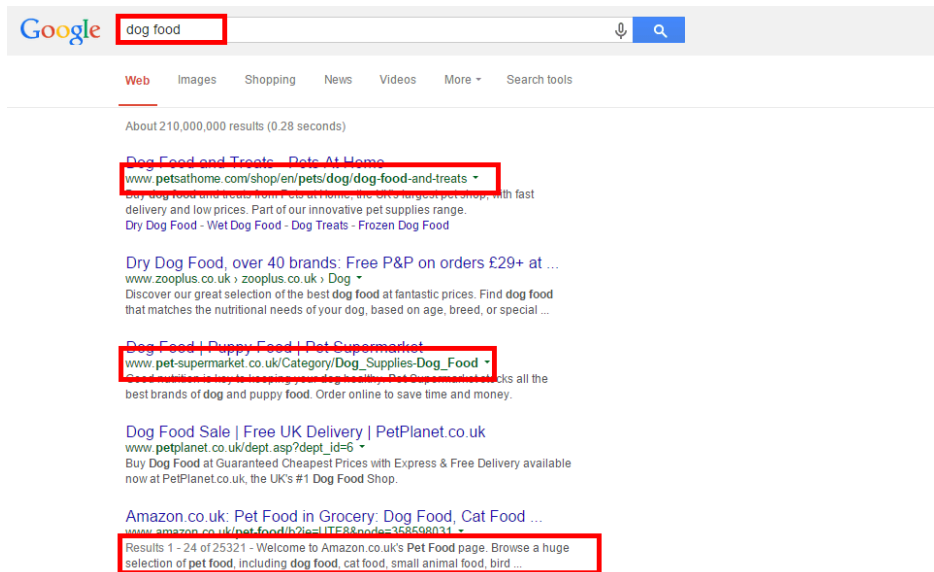 Google dog food
Web Images Shopping News Videos More Search tools
About 210,000,000 results (0.28 seconds)
Dog Food and Treats - Pets At Home
www.petsathome.com/shop/en/pets/dog/dog-food-and-treats
Buy dog food and treats from Pets at Home, the UK's largest pet shop, with fast
delivery and low prices. Part of our innovative pet supplies range.
Dry Dog Food - Wet Dog Food - Dog Treats - Frozen Dog Food
Dry Dog Food, over 40 brands: Free P&P on orders £29+ at ...
www.zooplus.co.uk › zooplus.co.uk › Dog
Discover our great selection of the best dog food at fantastic prices. Find dog food
that matches the nutritional needs of your dog, based on age, breed, or special ...
Dog Food | Puppy Food | Pet Supermarket
www.pet-supermarket.co.uk/Category/Dog_Supplies-Dog_Food
Good nutrition is key to keeping your dog healthy. Pet Supermarket stocks all the
best brands of dog and puppy food. Order online to save time and money.
Dog Food Sale | Free UK Delivery | PetPlanet.co.uk
www.petplanet.co.uk/dept.asp?dept_id=6
Buy Dog Food at Guaranteed Cheapest Prices with Express & Free Delivery available
now at PetPlanet.co.uk, the UK's #1 Dog Food Shop.
Amazon.co.uk: Pet Food in Grocery: Dog Food, Cat Food ...
www.amazon.co.uk/pet-food/b?ie=UTF8&node=358598031
Results 1 - 24 of 25321 - Welcome to Amazon.co.uk's Pet Food page. Browse a huge
selection of pet food, including dog food, cat food, small animal food, bird ...